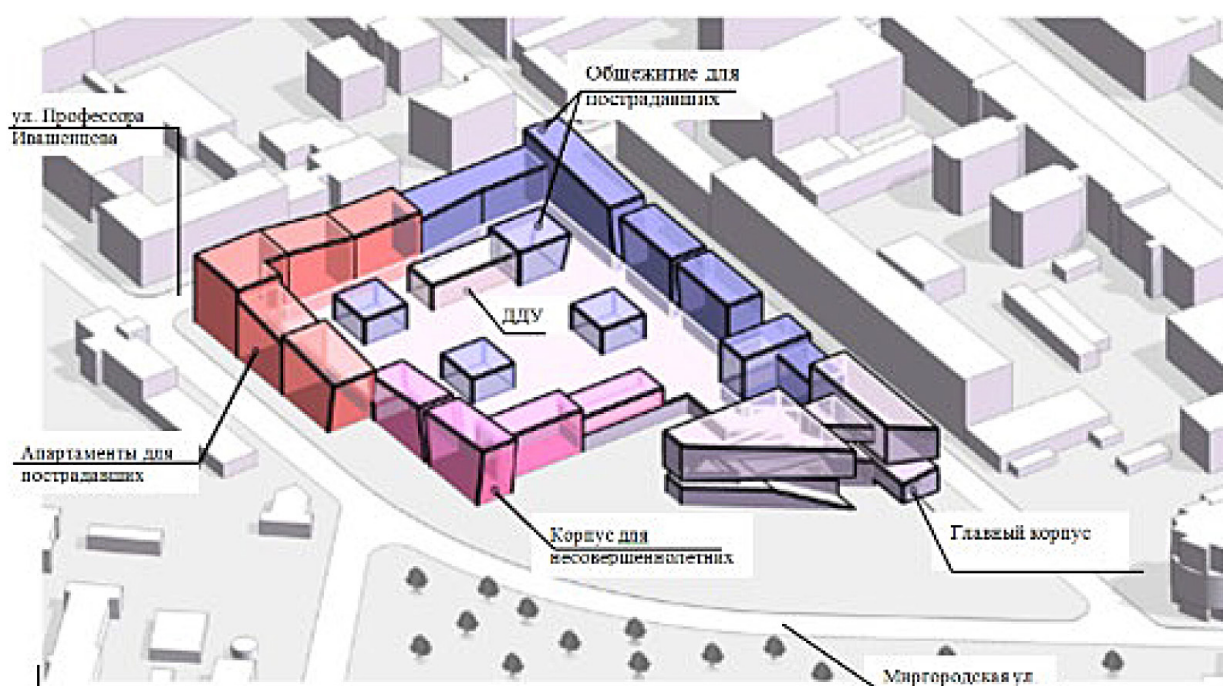 Общежитие для
пострадавших
ул. Профессора
Ивашенцева
ДДУ
Апартаменты для
пострадавших
Корпус для
несовершеннолетних
Главный корпус
Миргородская ул.